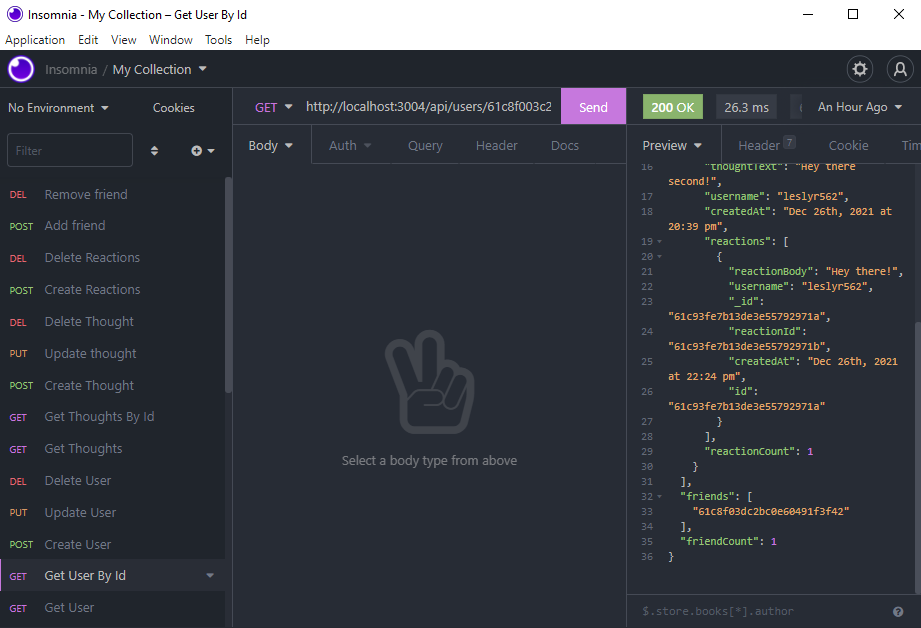 Insomnia - My Collection – Get User By Id
Application Edit View Window Tools Help
Insomnia / My Collection
No Environment Cookies
Filter
DEL Remove friend
POST Add friend
DEL Delete Reactions
POST Create Reactions
DEL Delete Thought
PUT Update thought
POST Create Thought
GET Get Thoughts By Id
GET Get Thoughts
DEL Delete User
PUT Update User
POST Create User
GET Get User By Id
GET Get User
GET http://localhost:3004/api/users/61c8f003c2 Send
Body Auth Query Header Docs
Select a body type from above
200 OK 26.3 ms An Hour Ago
Preview Header 7 Cookie Tim
16 "thoughtText": "Hey there
second!",
17 "username": "leslyr562",
18 "createdAt": "Dec 26th, 2021 at
20:39 pm",
19 "reactions": [
20 {
21 "reactionBody": "Hey there!",
22 "username": "leslyr562",
23 "_id":
"61c93fe7b13de3e55792971a",
24 "reactionId":
"61c93fe7b13de3e55792971b",
25 "createdAt": "Dec 26th, 2021
at 22:24 pm",
26 "id":
"61c93fe7b13de3e55792971a"
27 }
28 ],
29 "reactionCount": 1
30 }
31 ],
32 "friends": [
33 "61c8f03dc2bc0e60491f3f42"
34 ],
35 "friendCount": 1
36 }
$.store.books[*].author